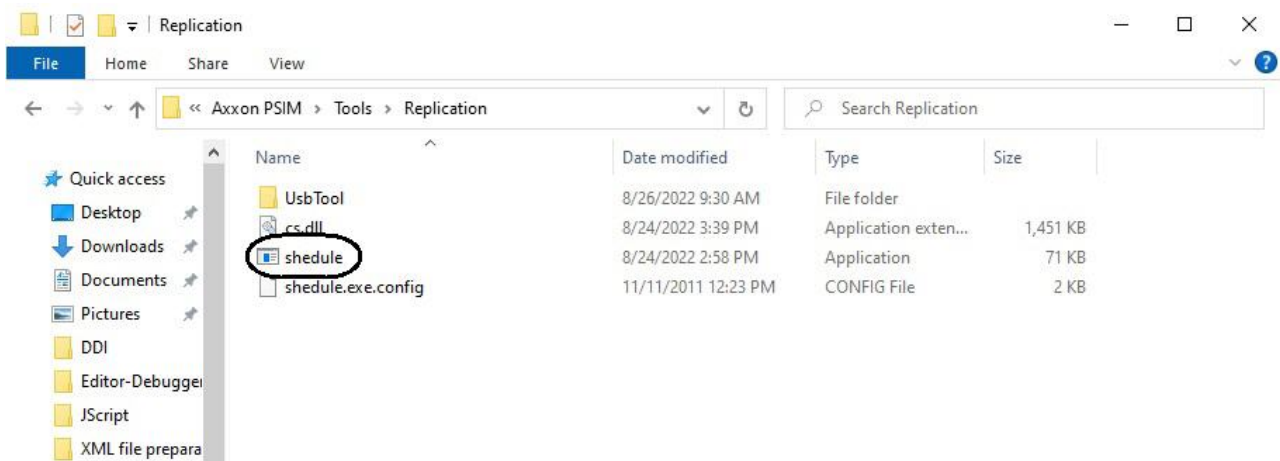 Replication
File Home Share View
« Axxon PSIM > Tools > Replication Search Replication
Name Date modified Type Size
Quick access
UsbTool 8/26/2022 9:30 AM File folder
Desktop
cs.dll 8/24/2022 3:39 PM Application exten... 1,451 KB
Downloads
shedule 8/24/2022 2:58 PM Application 71 KB
Documents
shedule.exe.config 11/11/2011 12:23 PM CONFIG File 2 KB
Pictures
DDI
Editor-Debugger
JScript
XML file prepara